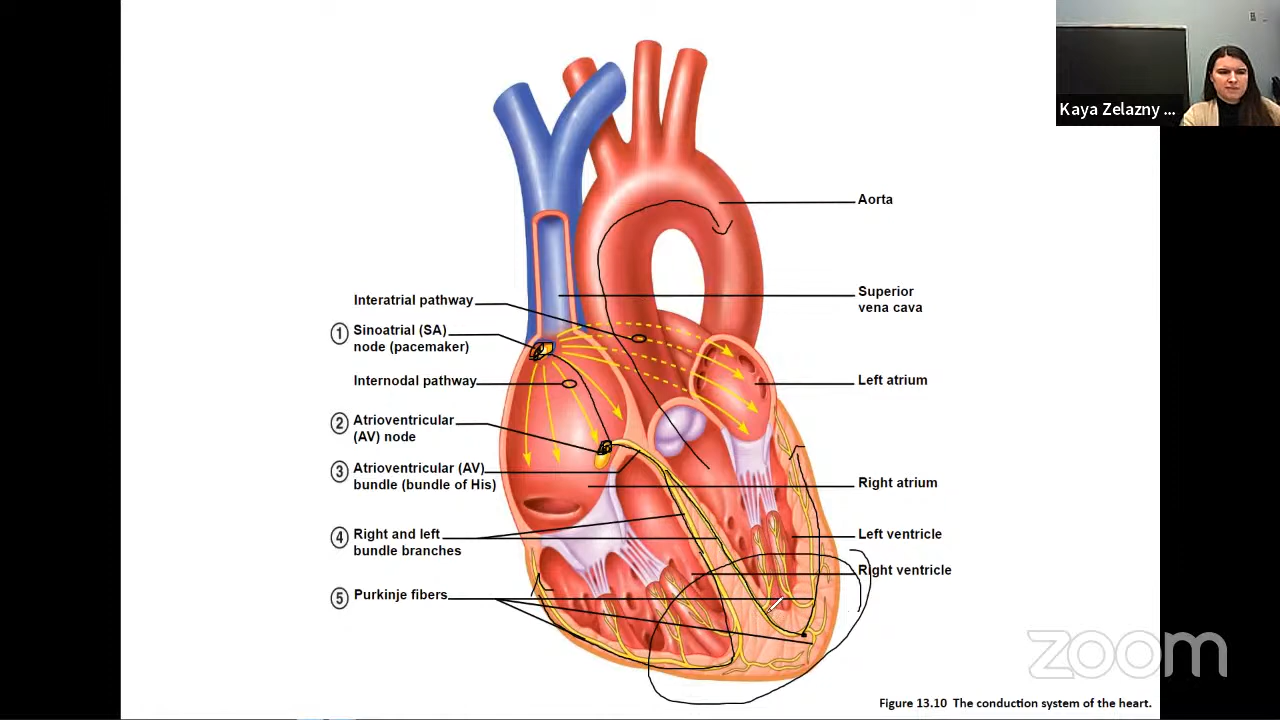 Kaya Zelazny ...
Aorta
Superior
vena cava
Interatrial pathway
1 Sinoatrial (SA)
node (pacemaker)
Internodal pathway
Left atrium
2 Atrioventricular
(AV) node
3 Atrioventricular (AV)
bundle (bundle of His)
Right atrium
4 Right and left
bundle branches
Left ventricle
Right ventricle
5 Purkinje fibers
zoom
Figure 13.10 The conduction system of the heart.